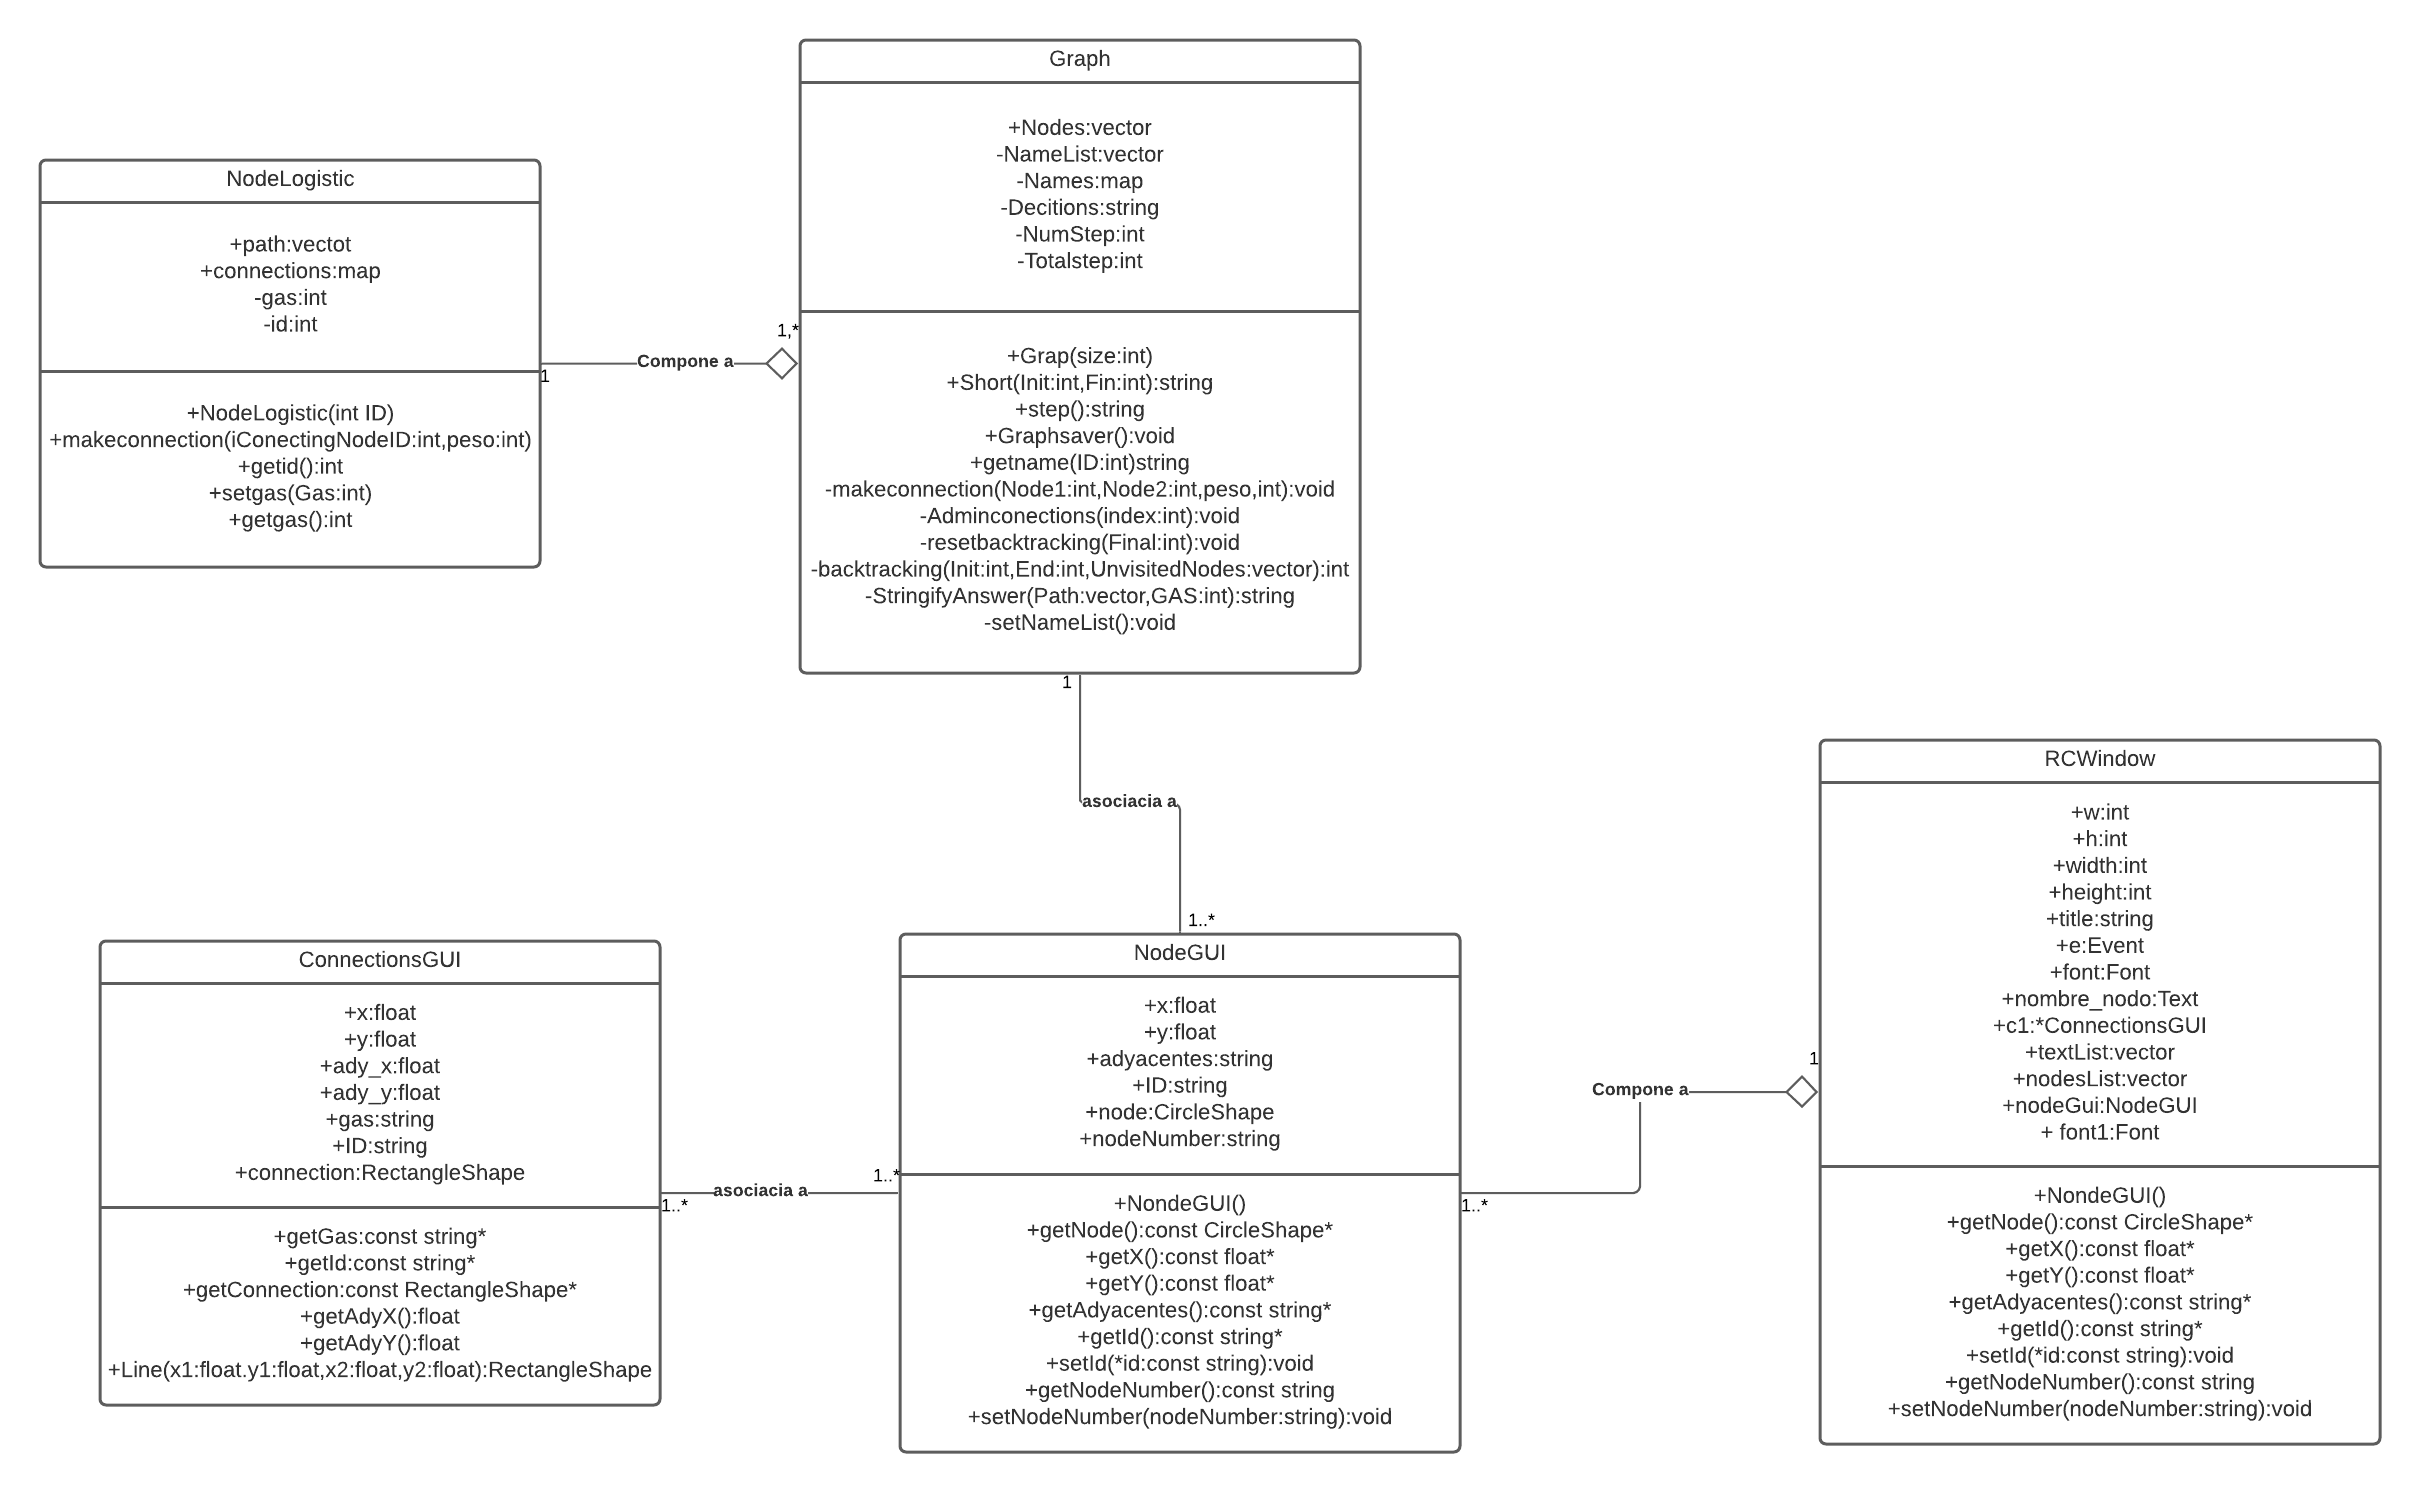 Graph
+Nodes:vector
-NameList:vector
-Names:map
-Decitions:string
-NumStep:int
-Totalstep:int
+Grap(size:int)
+Short(Init:int,Fin:int):string
+step():string
+Graphsaver():void
+getname(ID:int)string
-makeconnection(Node1:int,Node2:int,peso,int):void
-Adminconections(index:int):void
-resetbacktracking(Final:int):void
-backtracking(Init:int,End:int,UnvisitedNodes:vector):int
-StringifyAnswer(Path:vector,GAS:int):string
-setNameList():void
NodeLogistic
+path:vectot
+connections:map
-gas:int
-id:int
+NodeLogistic(int ID)
+makeconnection(iConectingNodeID:int,peso:int)
+getid():int
+setgas(Gas:int)
+getgas():int
1
Compone a
1,*
1
asociacia a
1..*
ConnectionsGUI
+x:float
+y:float
+ady_x:float
+ady_y:float
+gas:string
+ID:string
+connection:RectangleShape
+getGas:const string*
+getId:const string*
+getConnection:const RectangleShape*
+getAdyX():float
+getAdyY():float
+Line(x1:float.y1:float,x2:float,y2:float):RectangleShape
1..*
asociacia a
1..*
NodeGUI
+x:float
+y:float
+adyacentes:string
+ID:string
+node:CircleShape
+nodeNumber:string
+NondeGUI()
+getNode():const CircleShape*
+getX():const float*
+getY():const float*
+getAdyacentes():const string*
+getId():const string*
+setId(*id:const string):void
+getNodeNumber():const string
+setNodeNumber(nodeNumber:string):void
1..*
Compone a
1
RCWindow
+w:int
+h:int
+width:int
+height:int
+title:string
+e:Event
+font:Font
+nombre_nodo:Text
+c1:*ConnectionsGUI
+textList:vector
+nodesList:vector
+nodeGui:NodeGUI
+ font1:Font
+NondeGUI()
+getNode():const CircleShape*
+getX():const float*
+getY():const float*
+getAdyacentes():const string*
+getId():const string*
+setId(*id:const string):void
+getNodeNumber():const string
+setNodeNumber(nodeNumber:string):void